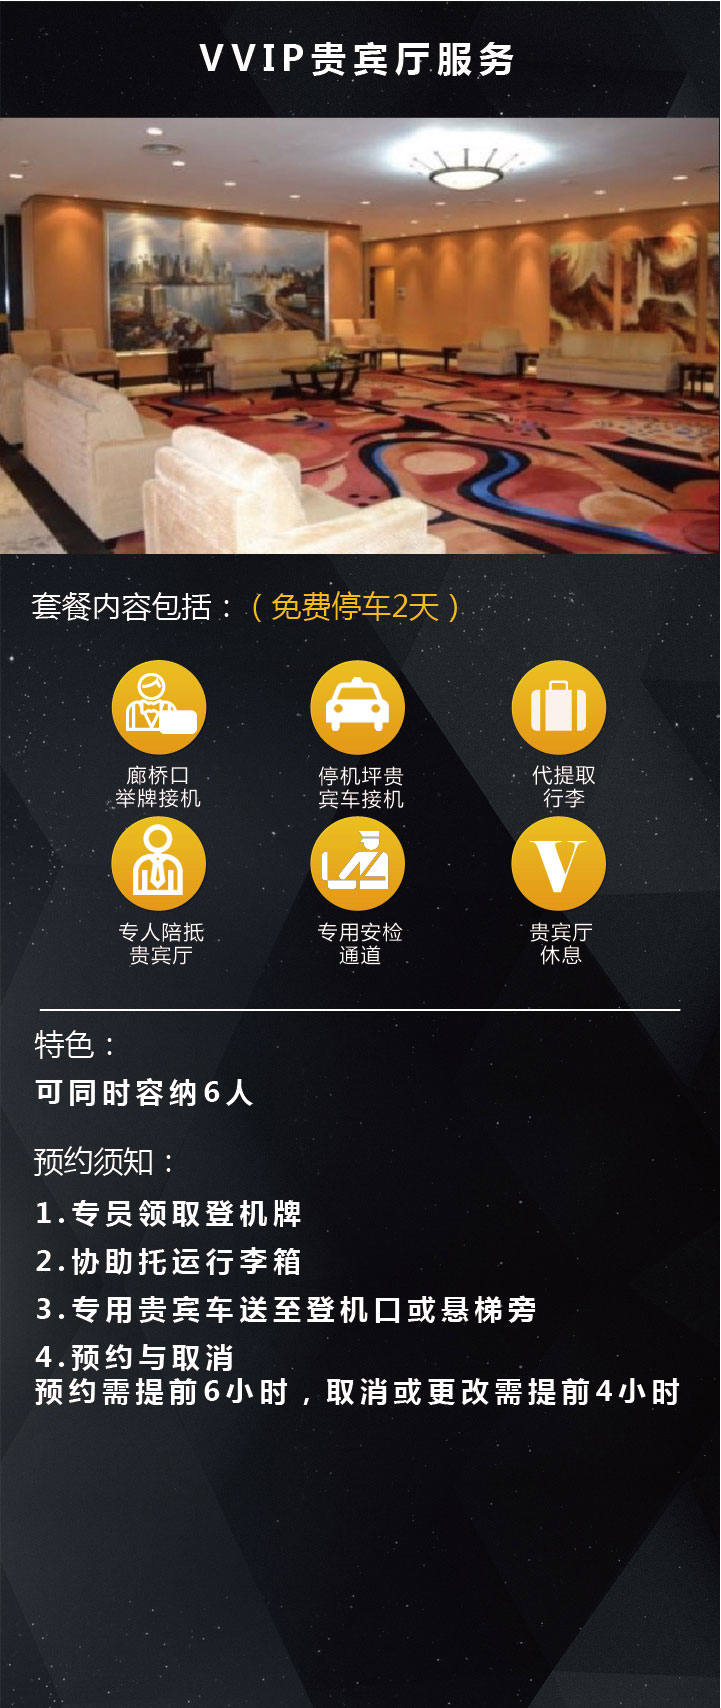 VVIP贵宾厅服务
套餐内容包括：（免费停车2天）
廊桥口
举牌接机
停机坪贵
宾车接机
代提取
行李
专人陪抵
贵宾厅
专用安检
通道
V
贵宾厅
休息
特色：
可同时容纳6人
预约须知：
1.专员领取登机牌
2.协助托运行李箱
3.专用贵宾车送至登机口或悬梯旁
4.预约与取消
预约需提前6小时，取消或更改需提前4小时